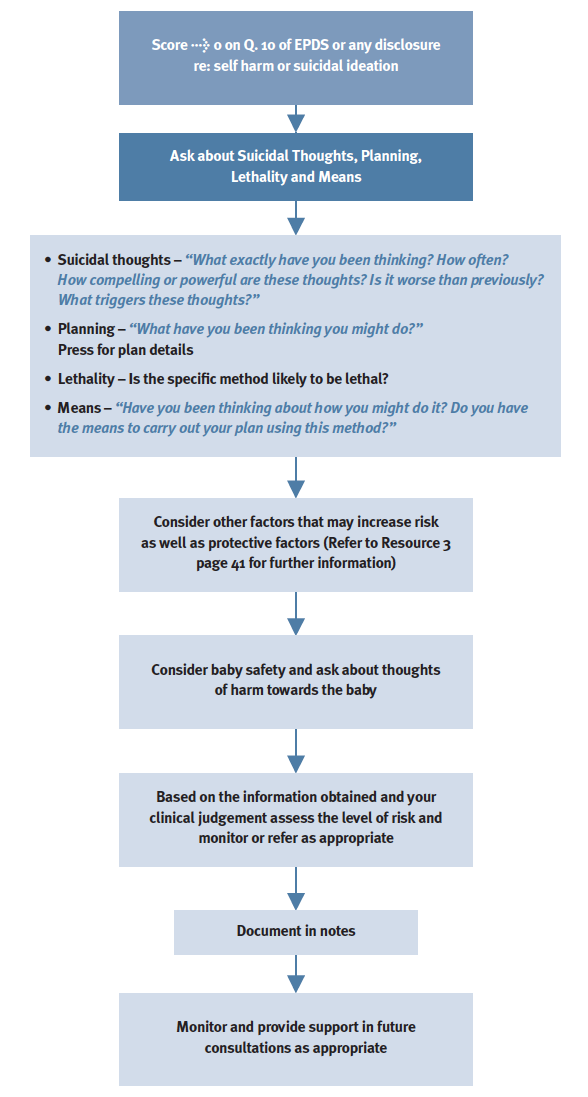 Score ⇢ 0 on Q. 10 of EPDS or any disclosure
re: self harm or suicidal ideation
Ask about Suicidal Thoughts, Planning,
Lethality and Means
• Suicidal thoughts – “What exactly have you been thinking? How often?
How compelling or powerful are these thoughts? Is it worse than previously?
What triggers these thoughts?”
• Planning – “What have you been thinking you might do?”
Press for plan details
• Lethality – Is the specific method likely to be lethal?
• Means – “Have you been thinking about how you might do it? Do you have
the means to carry out your plan using this method?”
Consider other factors that may increase risk
as well as protective factors (Refer to Resource 3
page 41 for further information)
Consider baby safety and ask about thoughts
of harm towards the baby
Based on the information obtained and your
clinical judgement assess the level of risk and
monitor or refer as appropriate
Document in notes
Monitor and provide support in future
consultations as appropriate